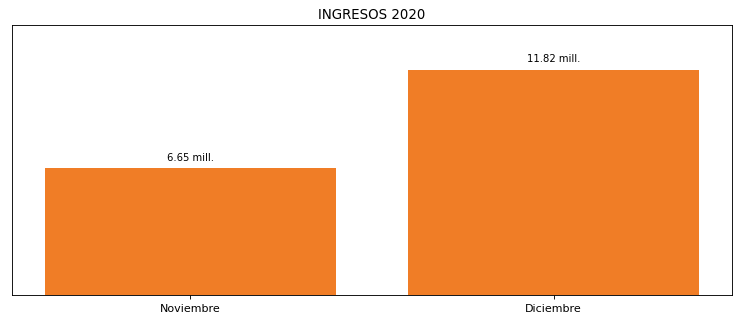 INGRESOS 2020
11.82 mill.
6.65 mill.
Noviembre
Diciembre